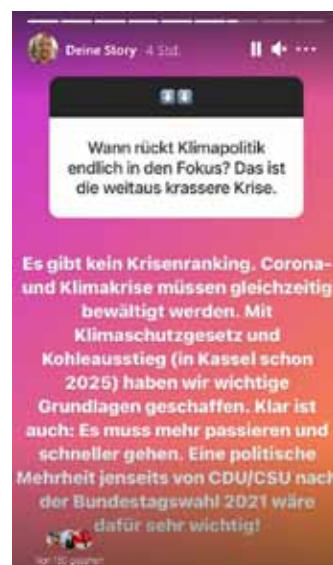 Deine Story 4 Std.
Wann rückt Klimapolitik
endlich in den Fokus? Das ist
die weitaus krassere Krise.
Es gibt kein Krisenranking. Corona-
und Klimakrise müssen gleichzeitig
bewältigt werden. Mit
Klimaschutzgesetz und
Kohleausstieg (in Kassel schon
2025) haben wir wichtige
Grundlagen geschaffen. Klar ist
auch: Es muss mehr passieren und
schneller gehen. Eine politische
Mehrheit jenseits von CDU/CSU nach
der Bundestagswahl 2021 wäre
dafür sehr wichtig!